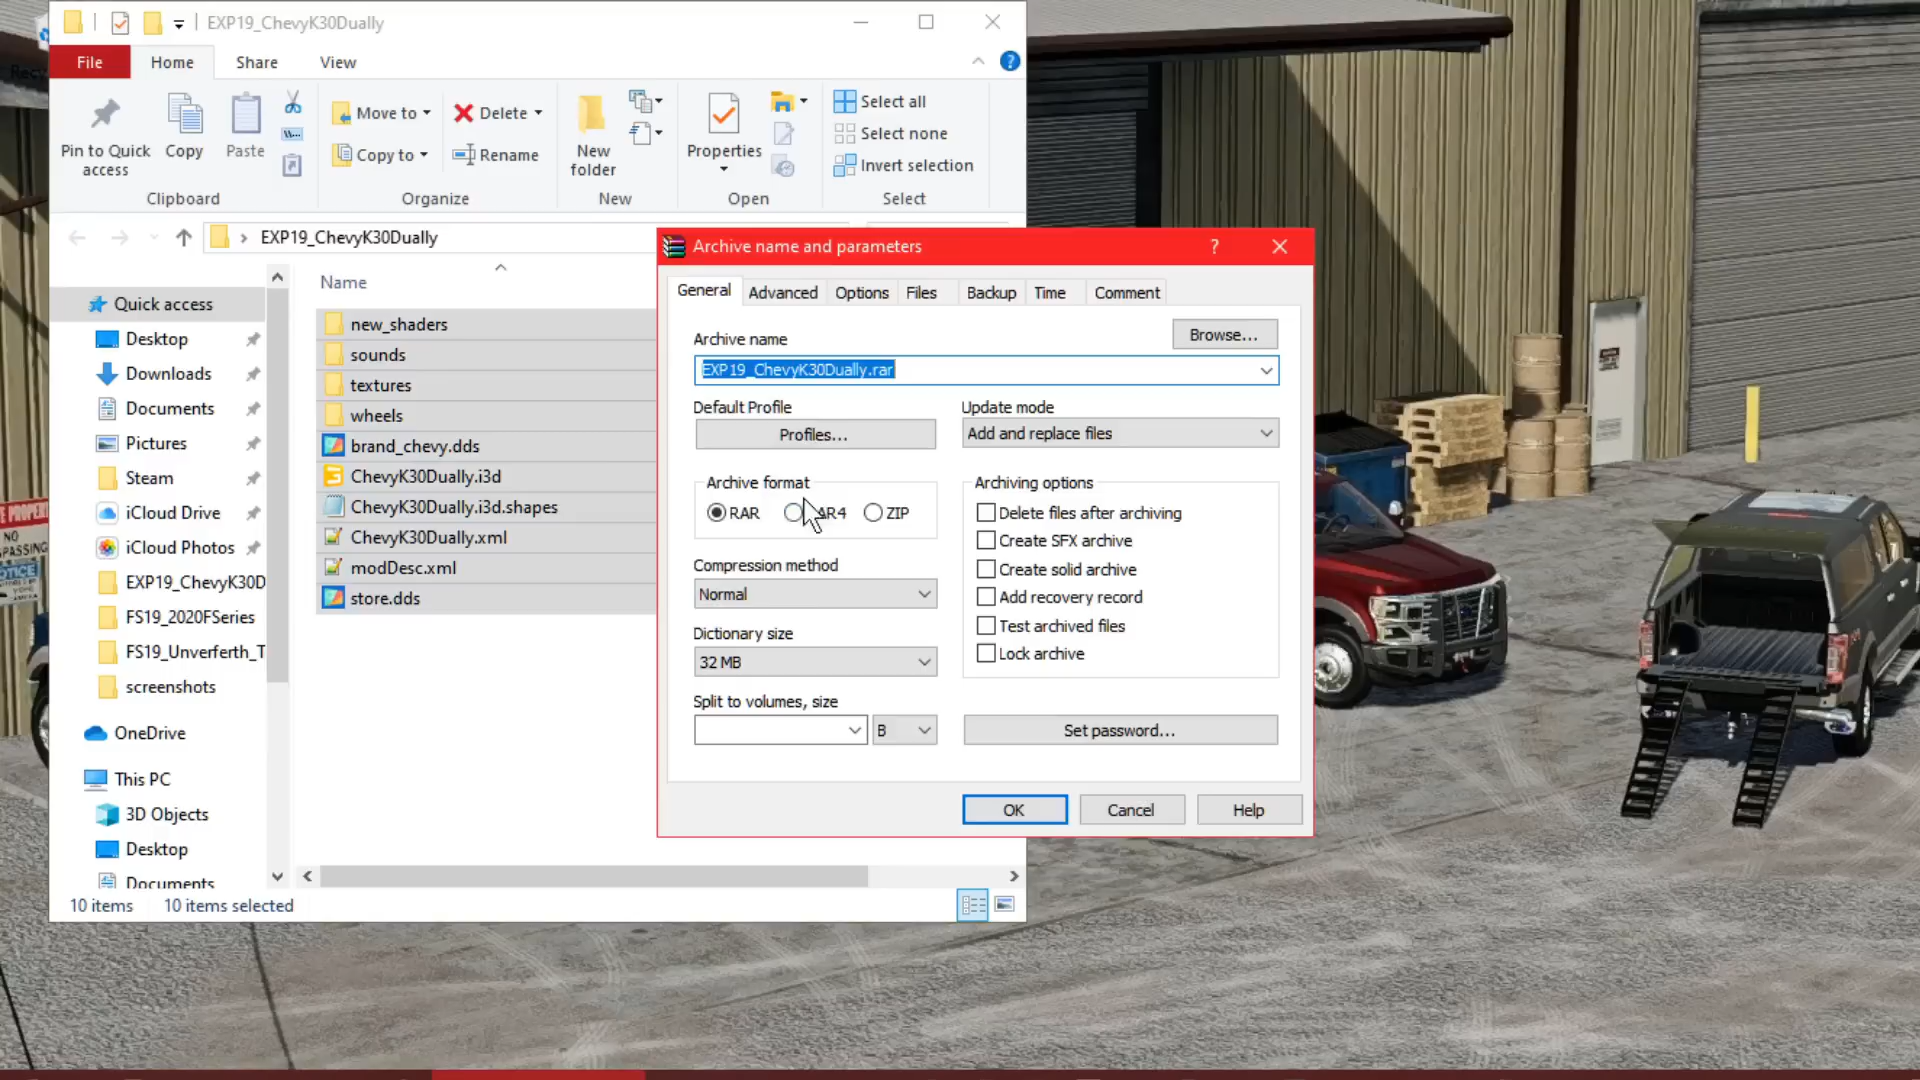 EXP19_ChevyK30Dually
File
Home
Share
View
Pin to Quick access
Copy
Paste
Move to
Copy to
Delete
Rename
New folder
Properties
Select all
Select none
Invert selection
Clipboard
Organize
New
Open
Select
EXP19_ChevyK30Dually
Name
Quick access
Desktop
Downloads
Documents
Pictures
Steam
iCloud Drive
iCloud Photos
EXP19_ChevyK30D
FS19_2020FSeries
FS19_Unverferth_T
screenshots
OneDrive
This PC
3D Objects
Desktop
Documents
new_shaders
sounds
textures
wheels
brand_chevy.dds
ChevyK30Dually.i3d
ChevyK30Dually.i3d.shapes
ChevyK30Dually.xml
modDesc.xml
store.dds
10 items
10 items selected
Archive name and parameters
General
Advanced
Options
Files
Backup
Time
Comment
Archive name
Browse...
EXP19_ChevyK30Dually.rar
Default Profile
Profiles...
Update mode
Add and replace files
Archive format
RAR
AR4
ZIP
Compression method
Normal
Dictionary size
32 MB
Split to volumes, size
B
Archiving options
Delete files after archiving
Create SFX archive
Create solid archive
Add recovery record
Test archived files
Lock archive
Set password...
OK
Cancel
Help
NO